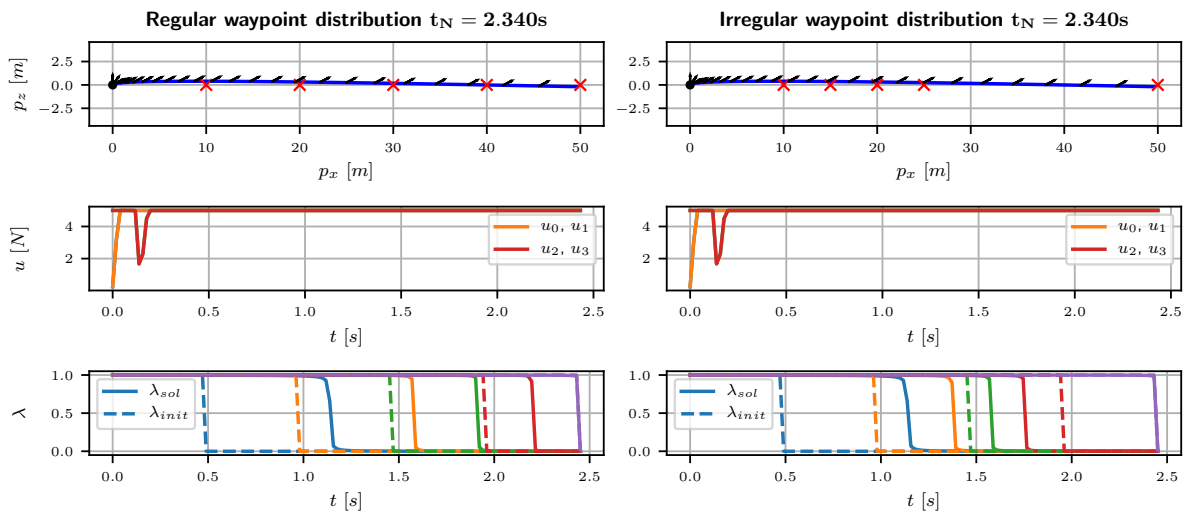 Regular waypoint distribution t_N = 2.340s
p_z [m]
2.5
0.0
−2.5
0
10
20
30
40
50
p_x [m]
u [N]
4
2
u_0, u_1
u_2, u_3
0.0
0.5
1.0
1.5
2.0
2.5
t [s]
λ
1.0
0.5
0.0
λ_sol
λ_init
0.0
0.5
1.0
1.5
2.0
2.5
t [s]
Irregular waypoint distribution t_N = 2.340s
2.5
0.0
−2.5
0
10
20
30
40
50
p_x [m]
4
2
u_0, u_1
u_2, u_3
0.0
0.5
1.0
1.5
2.0
2.5
t [s]
1.0
0.5
0.0
λ_sol
λ_init
0.0
0.5
1.0
1.5
2.0
2.5
t [s]